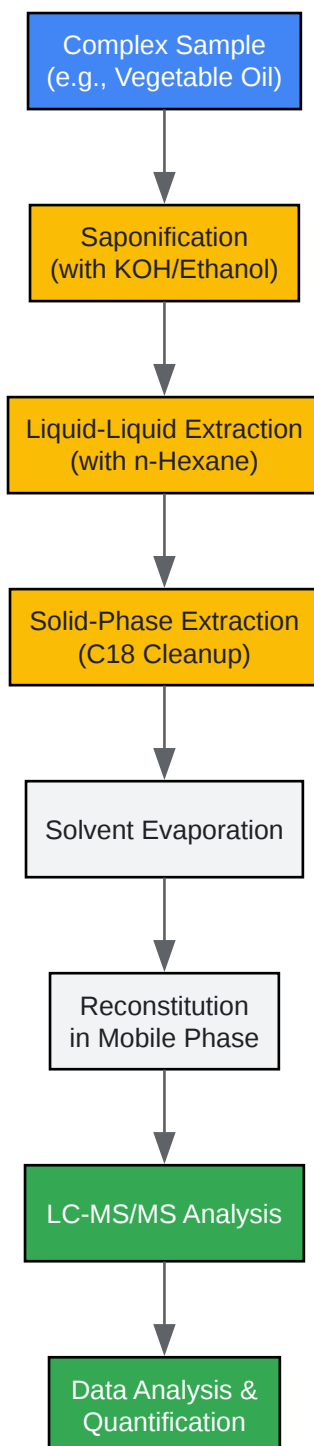 Complex Sample
(e.g., Vegetable Oil)
Saponification
(with KOH/Ethanol)
Liquid-Liquid Extraction
(with n-Hexane)
Solid-Phase Extraction
(C18 Cleanup)
Solvent Evaporation
Reconstitution
in Mobile Phase
LC-MS/MS Analysis
Data Analysis &
Quantification